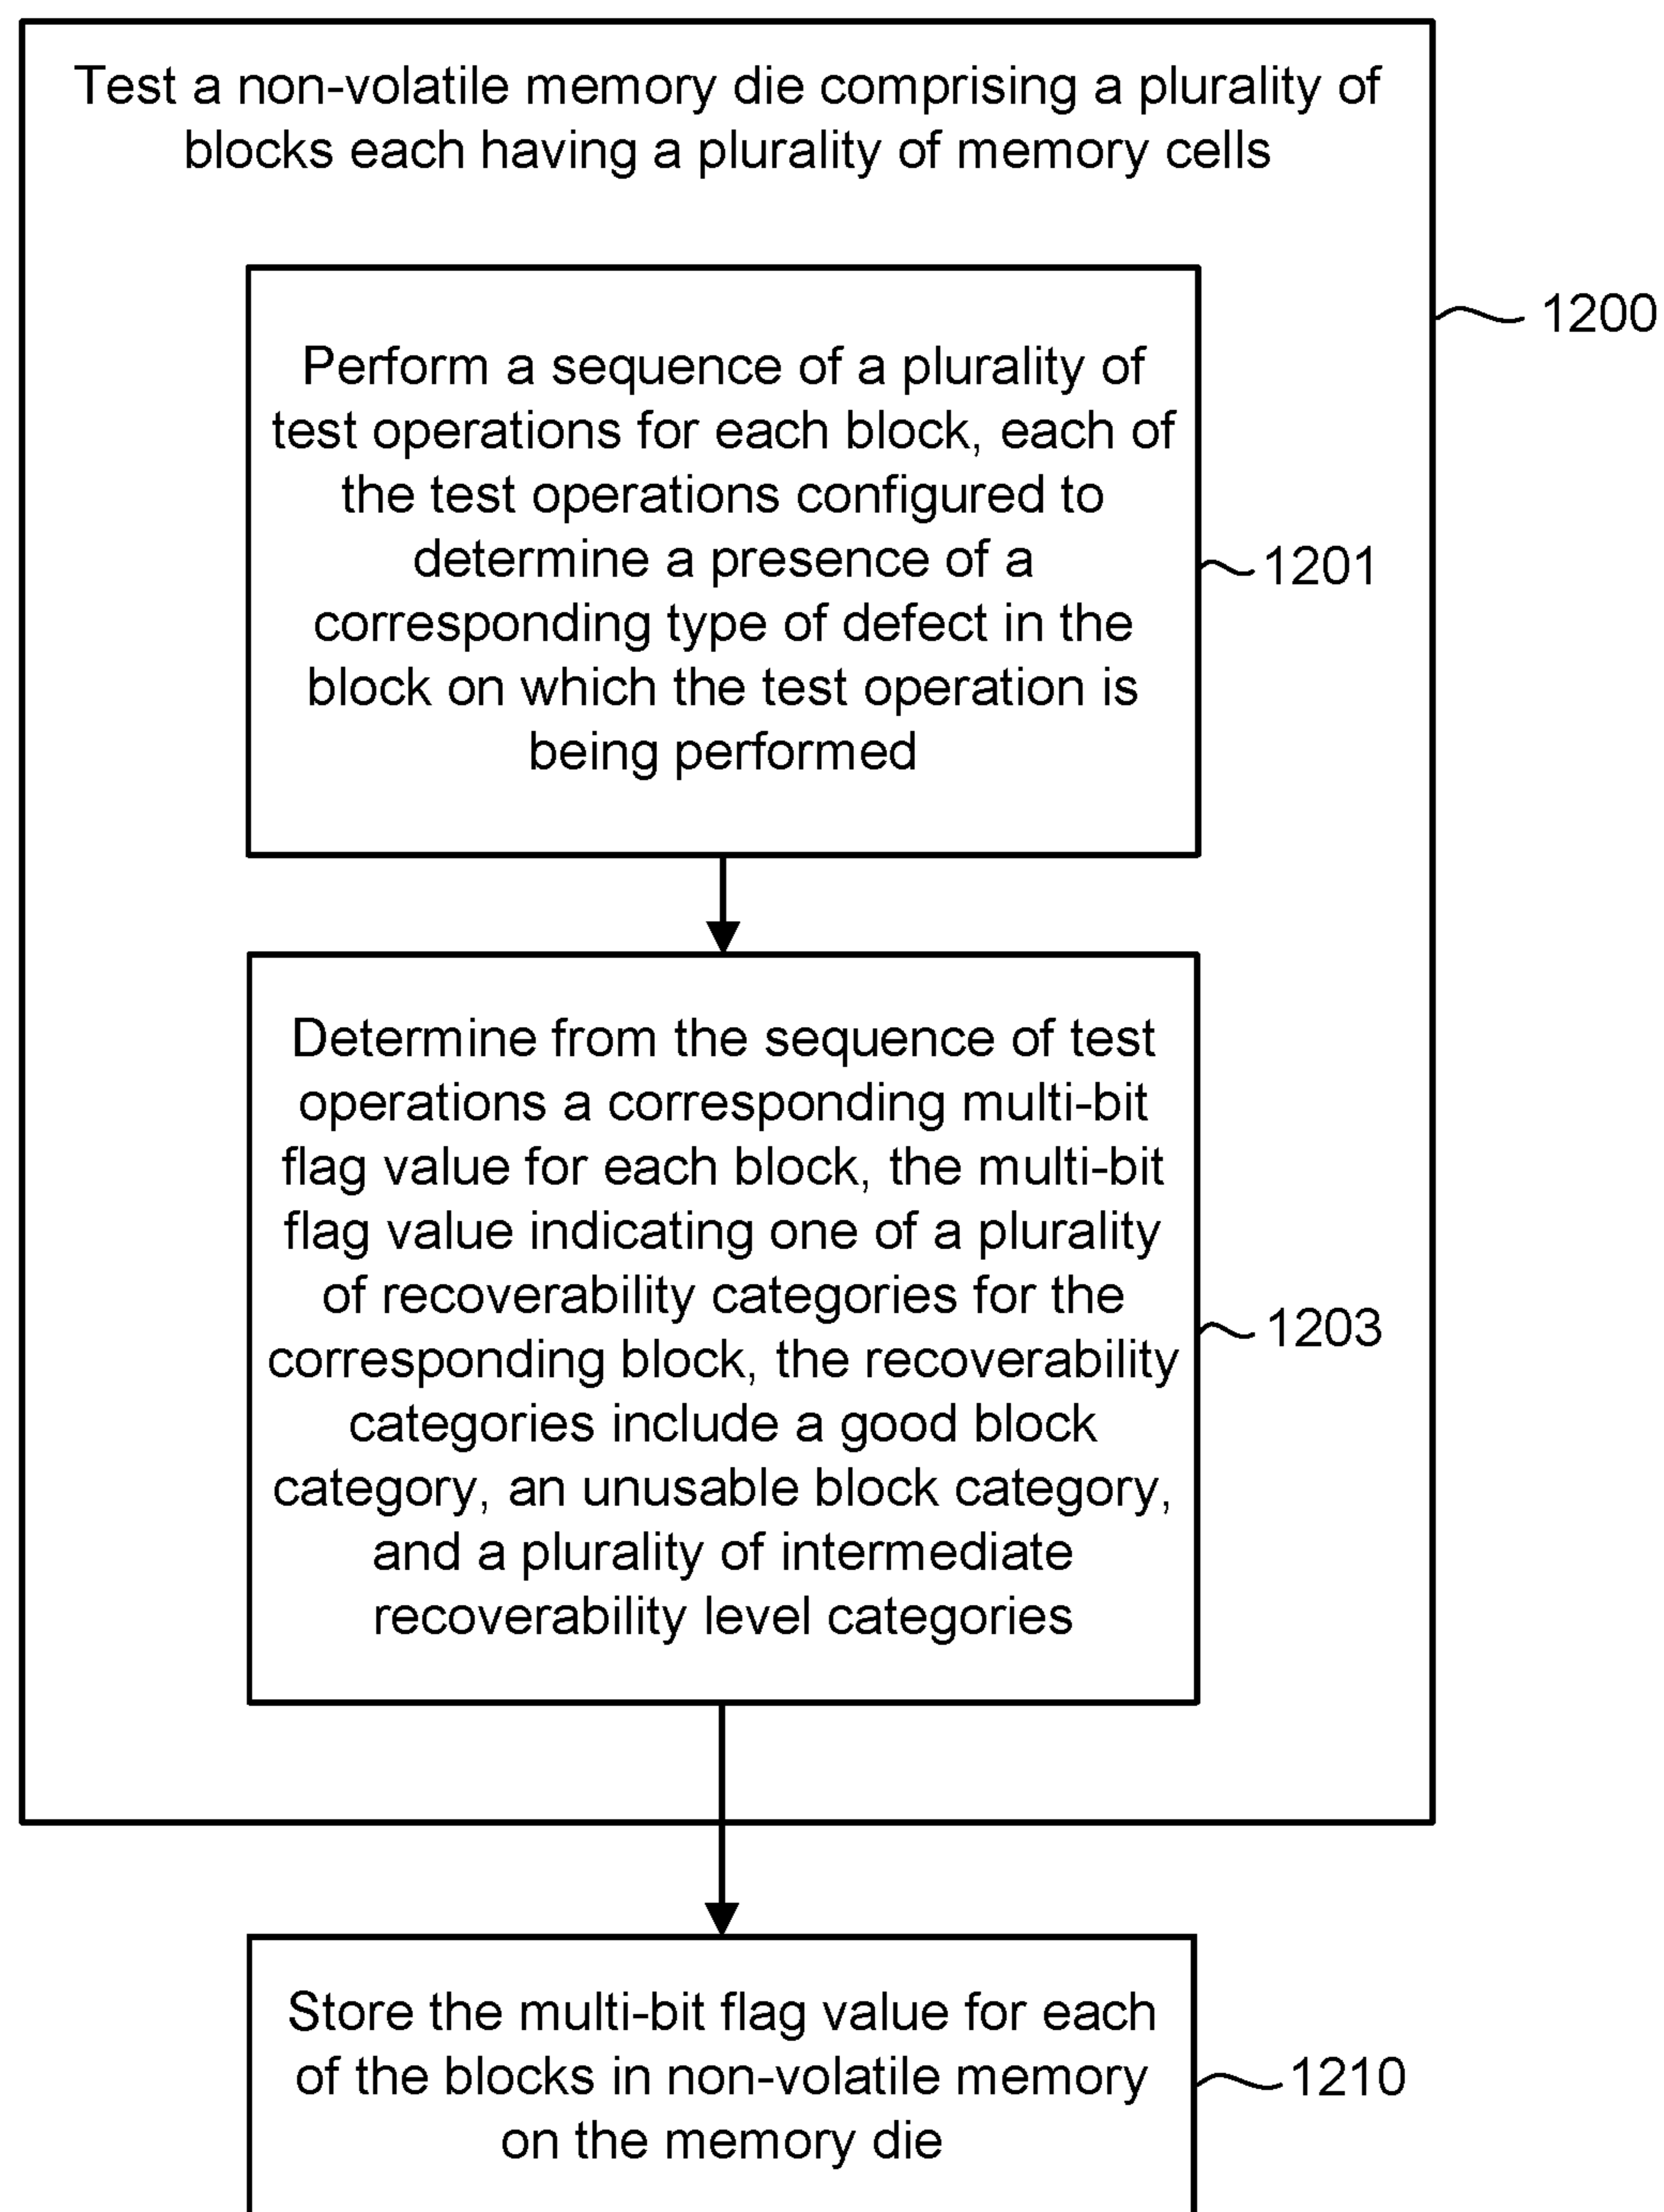 Test a non-volatile memory die comprising a plurality of
blocks each having a plurality of memory cells
1200
Perform a sequence of a plurality of
test operations for each block, each of
the test operations configured to
determine a presence of a
corresponding type of defect in the
block on which the test operation is
being performed
1201
Determine from the sequence of test
operations a corresponding multi-bit
flag value for each block, the multi-bit
flag value indicating one of a plurality
of recoverability categories for the
corresponding block, the recoverability
categories include a good block
category, an unusable block category,
and a plurality of intermediate
recoverability level categories
1203
Store the multi-bit flag value for each
of the blocks in non-volatile memory
on the memory die
1210